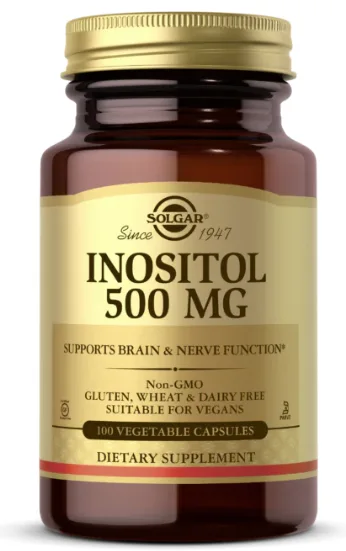 SOLGAR®
Since 1947
INOSITOL
500 MG
SUPPORTS BRAIN & NERVE FUNCTION*
Non-GMO
GLUTEN, WHEAT & DAIRY FREE
SUITABLE FOR VEGANS
100 VEGETABLE CAPSULES
DIETARY SUPPLEMENT